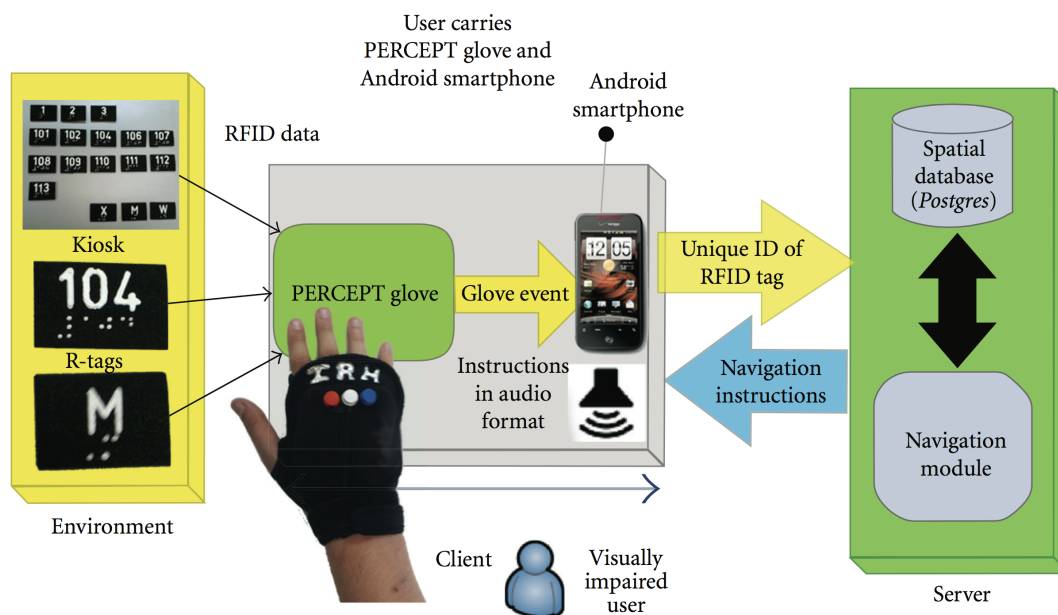 User carries
PERCEPT glove and
Android smartphone
Android
smartphone
RFID data
1 2 3
101 102 104 106 107
108 109 110 111 112
113
X M W
Kiosk
104
R-tags
M
Environment
PERCEPT glove
I R H
Glove event
12 05
Instructions
in audio
format
Unique ID of
RFID tag
Navigation
instructions
Spatial
database
(Postgres)
Navigation
module
Server
Client
Visually
impaired
user